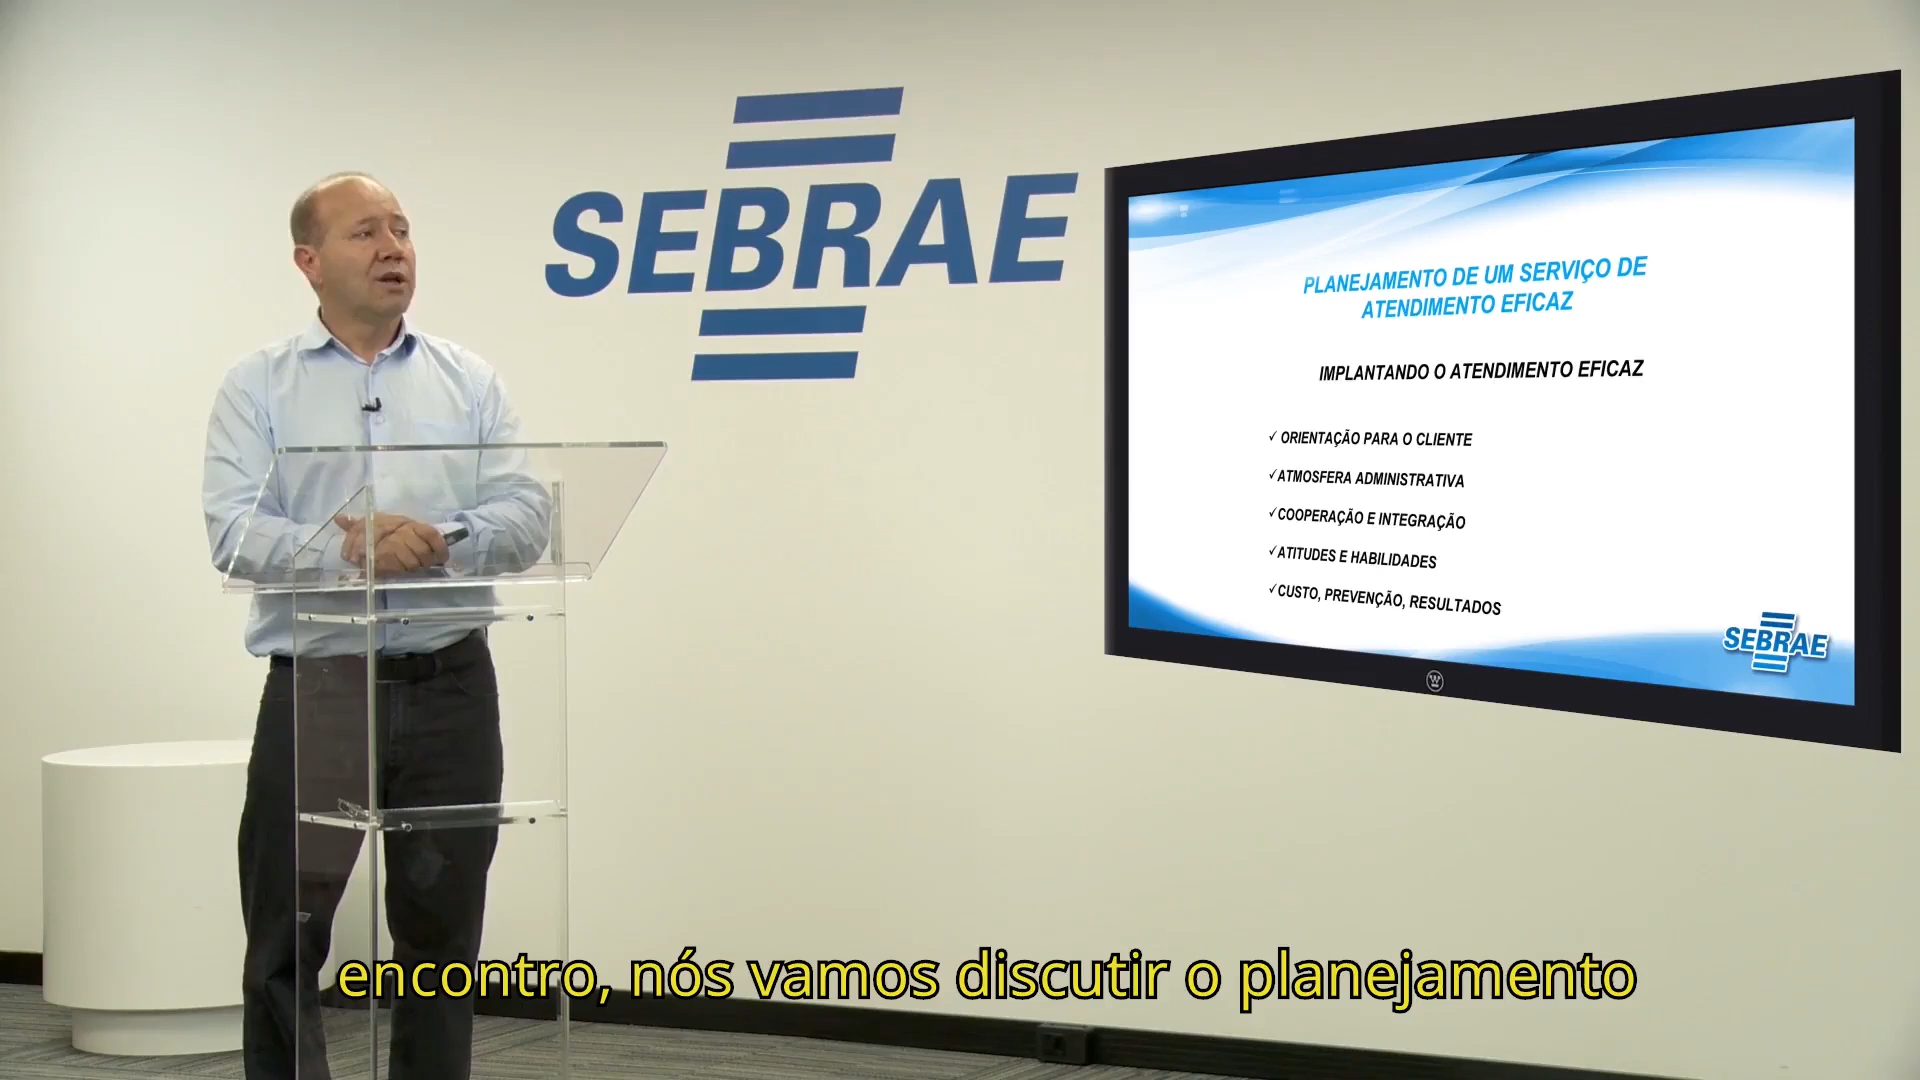 SEBRAE
PLANEJAMENTO DE UM SERVIÇO DE
ATENDIMENTO EFICAZ
IMPLANTANDO O ATENDIMENTO EFICAZ
✓ ORIENTAÇÃO PARA O CLIENTE
✓ATMOSFERA ADMINISTRATIVA
✓COOPERAÇÃO E INTEGRAÇÃO
✓ATITUDES E HABILIDADES
✓CUSTO, PREVENÇÃO, RESULTADOS
SEBRAE
encontro, nós vamos discutir o planejamento